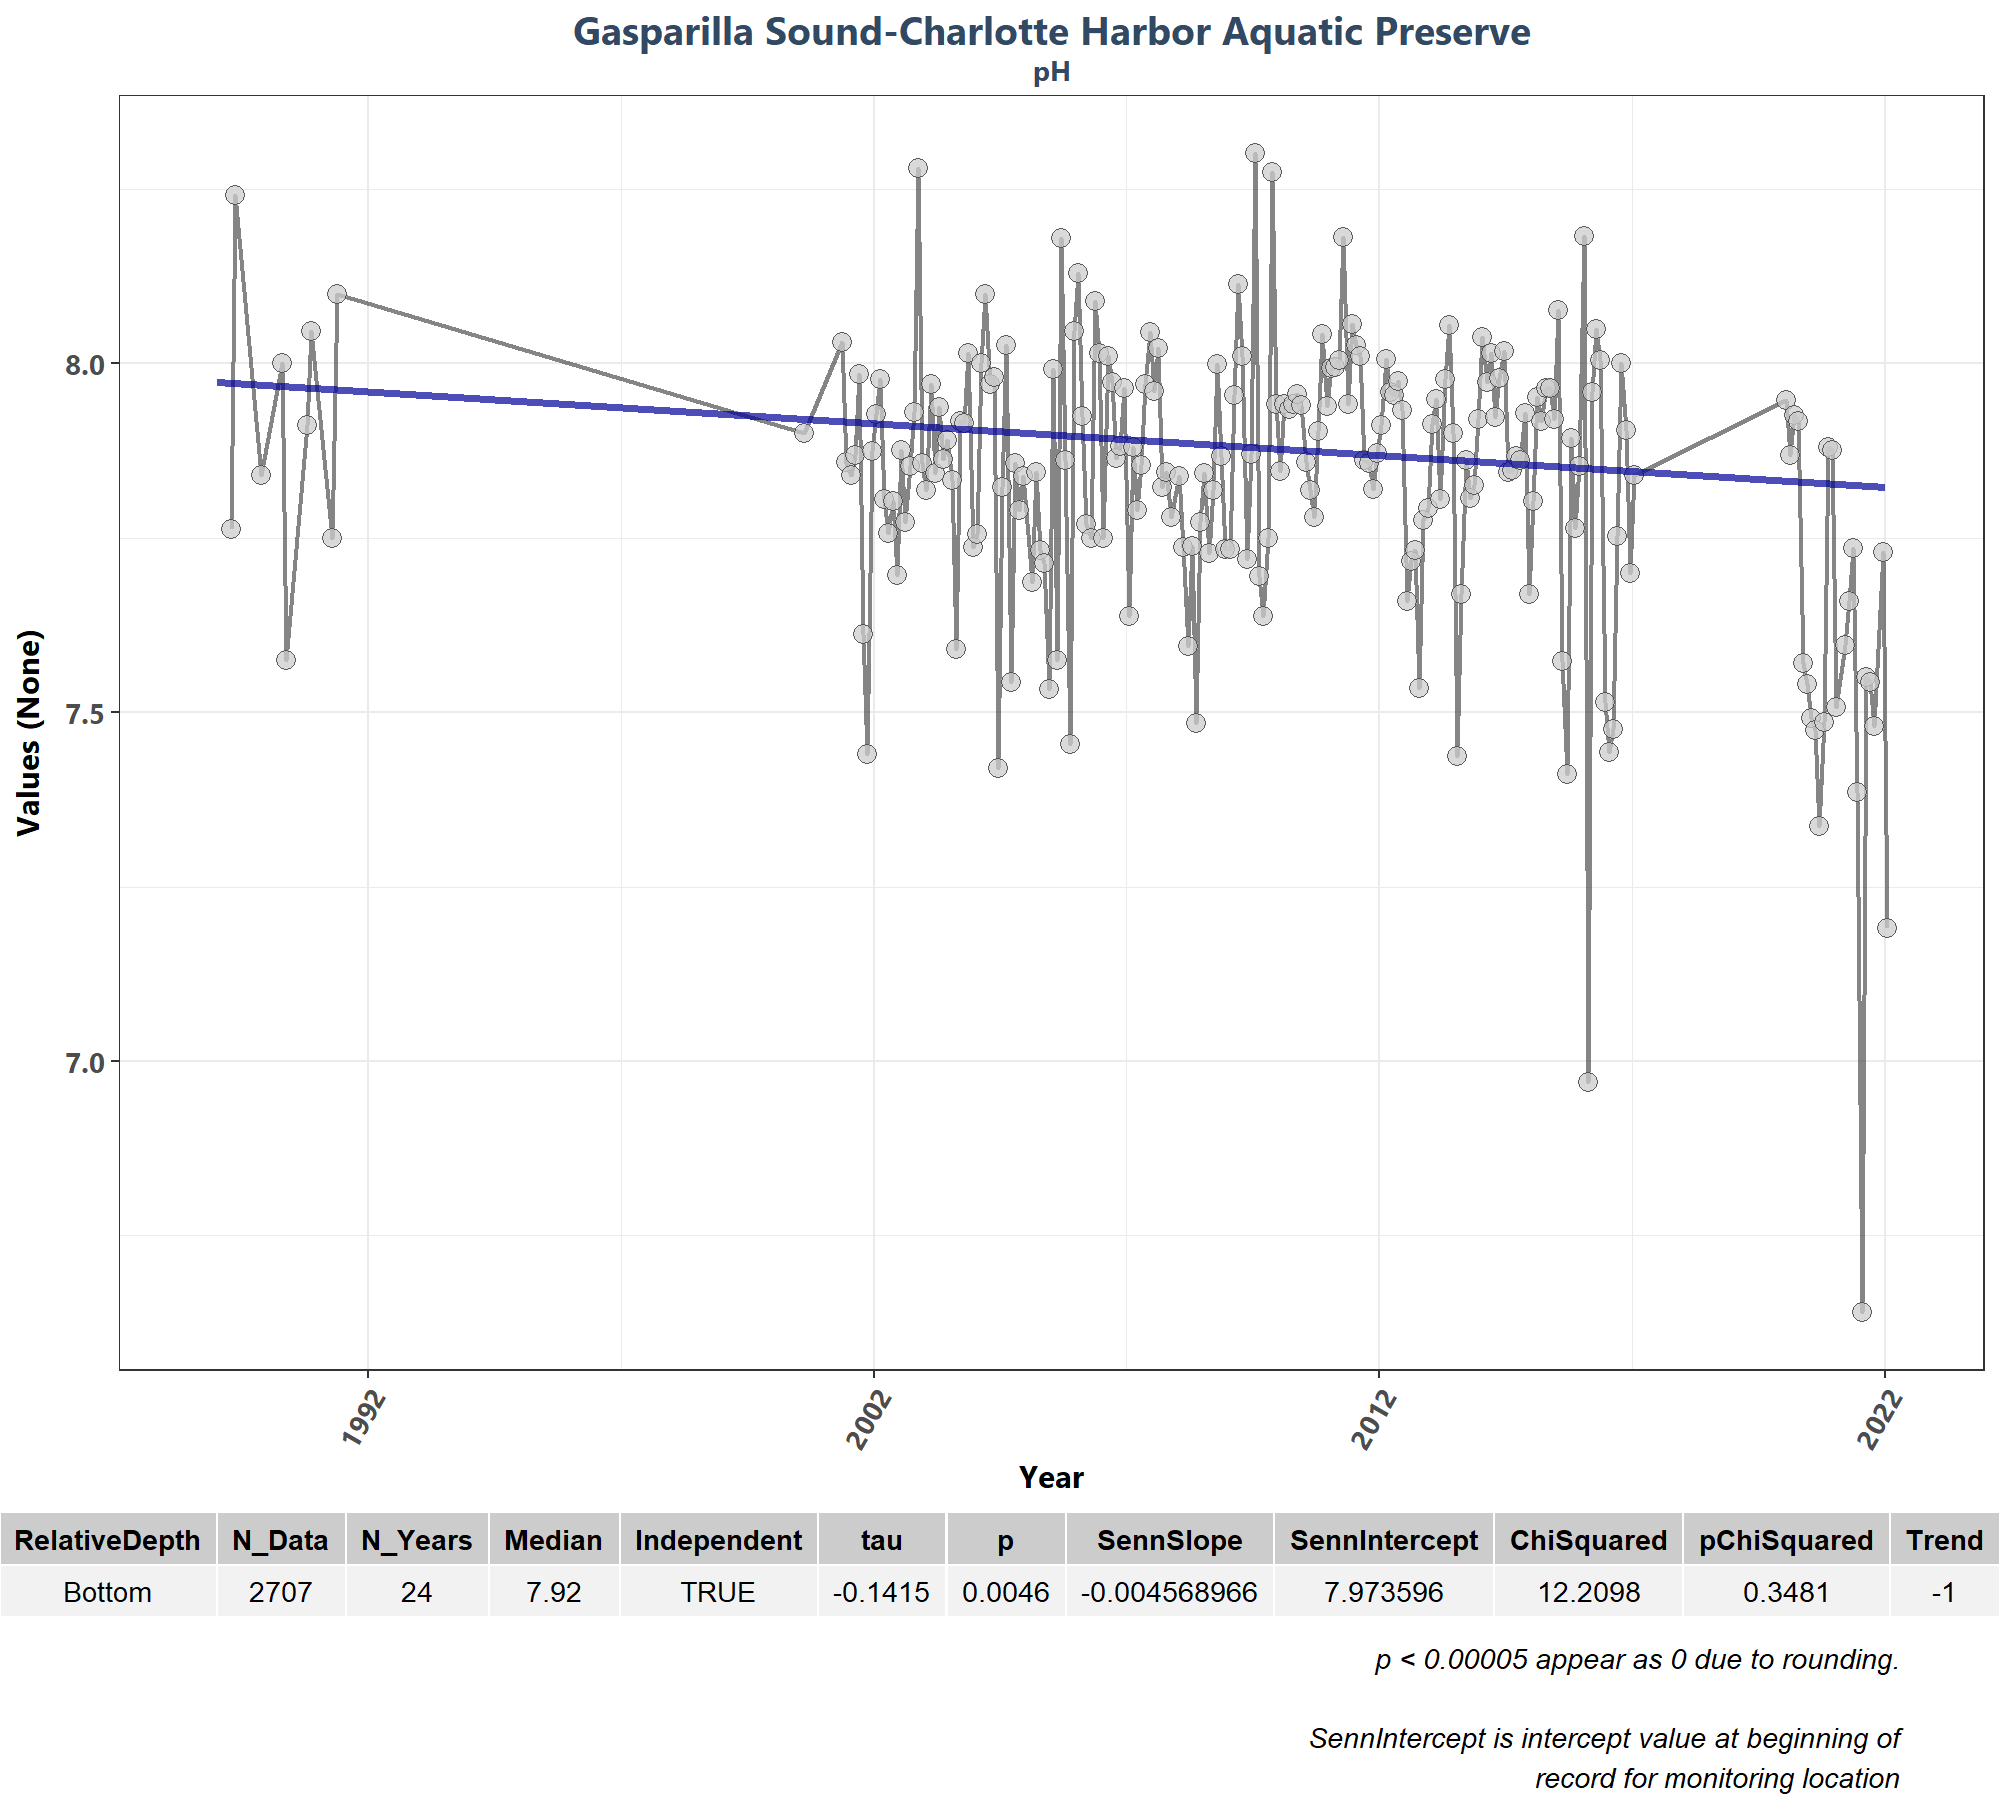 Gasparilla Sound-Charlotte Harbor Aquatic Preserve
pH
Values (None)
8.0
7.5
7.0
1992
2002
2012
2022
Year
RelativeDepth N_Data N_Years Median Independent tau p SennSlope SennIntercept ChiSquared pChiSquared Trend
Bottom 2707 24 7.92 TRUE -0.1415 0.0046 -0.004568966 7.973596 12.2098 0.3481 -1
p < 0.00005 appear as 0 due to rounding.
SennIntercept is intercept value at beginning of
record for monitoring location